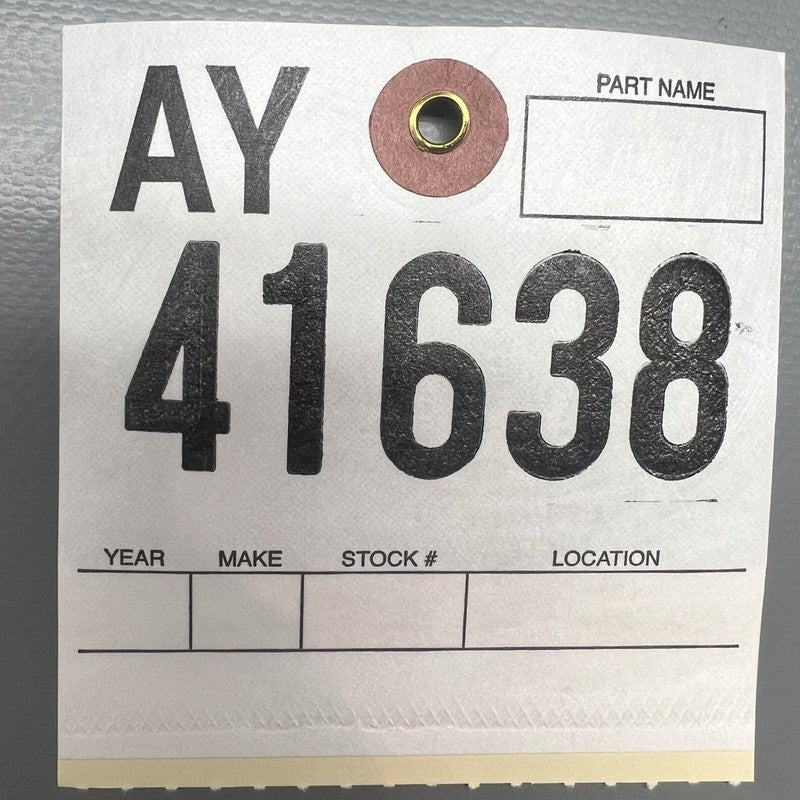 AY
PART NAME
41638
YEAR MAKE STOCK # LOCATION